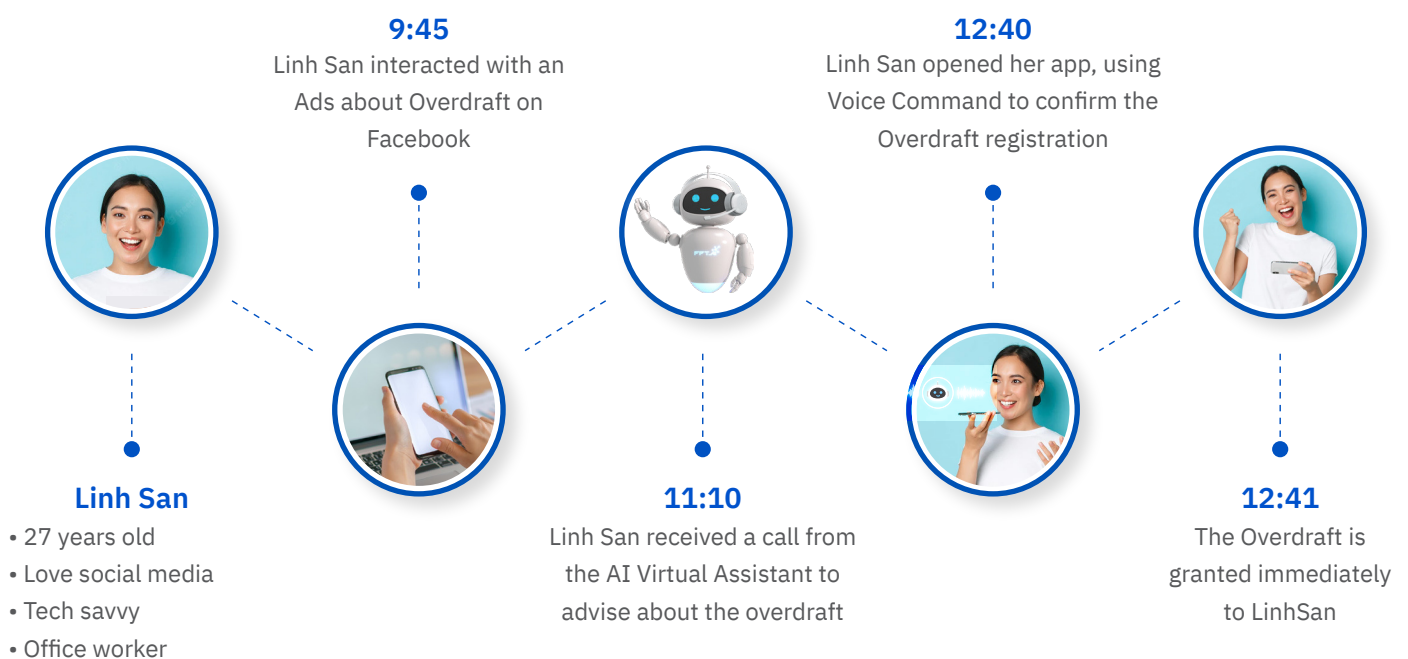 Linh San
• 27 years old
• Love social media
• Tech savvy
• Office worker
9:45
Linh San interacted with an
Ads about Overdraft on
Facebook
11:10
Linh San received a call from
the AI Virtual Assistant to
advise about the overdraft
12:40
Linh San opened her app, using
Voice Command to confirm the
Overdraft registration
12:41
The Overdraft is
granted immediately
to LinhSan